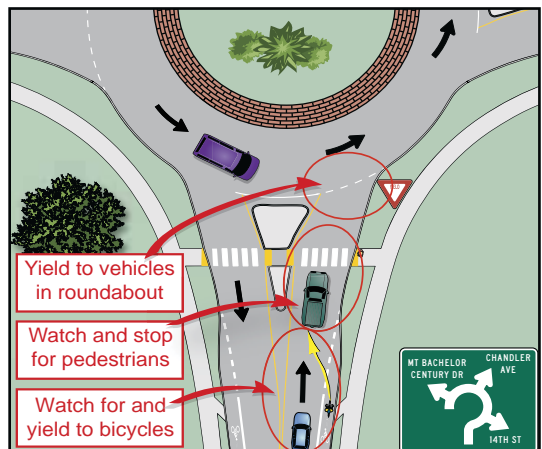 YIELD
Yield to vehicles
in roundabout
Watch and stop
for pedestrians
Watch for and
yield to bicycles
MT BACHELOR
CENTURY DR
CHANDLER
AVE
14TH ST